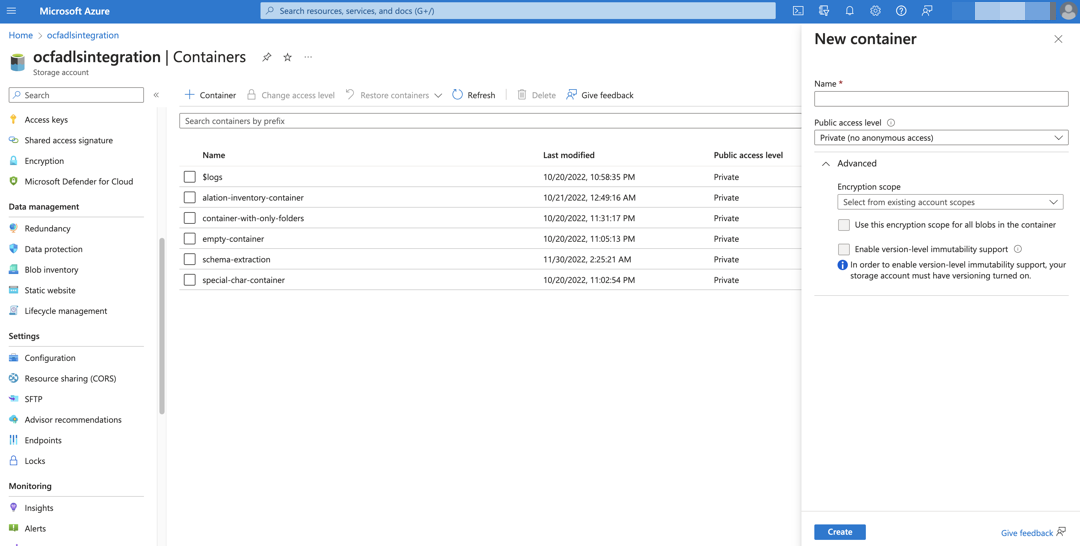 Microsoft Azure
Search resources, services, and docs (G+/)
Home > ocfadlsintegration
ocfadlsintegration | Containers
Storage account
Search
Access keys
Shared access signature
Encryption
Microsoft Defender for Cloud
Data management
Redundancy
Data protection
Blob inventory
Static website
Lifecycle management
Settings
Configuration
Resource sharing (CORS)
SFTP
Advisor recommendations
Endpoints
Locks
Monitoring
Insights
Alerts
+ Container Change access level Restore containers Refresh Delete Give feedback
Search containers by prefix
Name Last modified Public access level
$logs 10/20/2022, 10:58:35 PM Private
alation-inventory-container 10/21/2022, 12:49:16 AM Private
container-with-only-folders 10/20/2022, 11:31:17 PM Private
empty-container 10/20/2022, 11:05:13 PM Private
schema-extraction 11/30/2022, 2:25:21 AM Private
special-char-container 10/20/2022, 11:02:54 PM Private
New container
Name *
Public access level
Private (no anonymous access)
Advanced
Encryption scope
Select from existing account scopes
Use this encryption scope for all blobs in the container
Enable version-level immutability support
In order to enable version-level immutability support, your
storage account must have versioning turned on.
Create
Give feedback